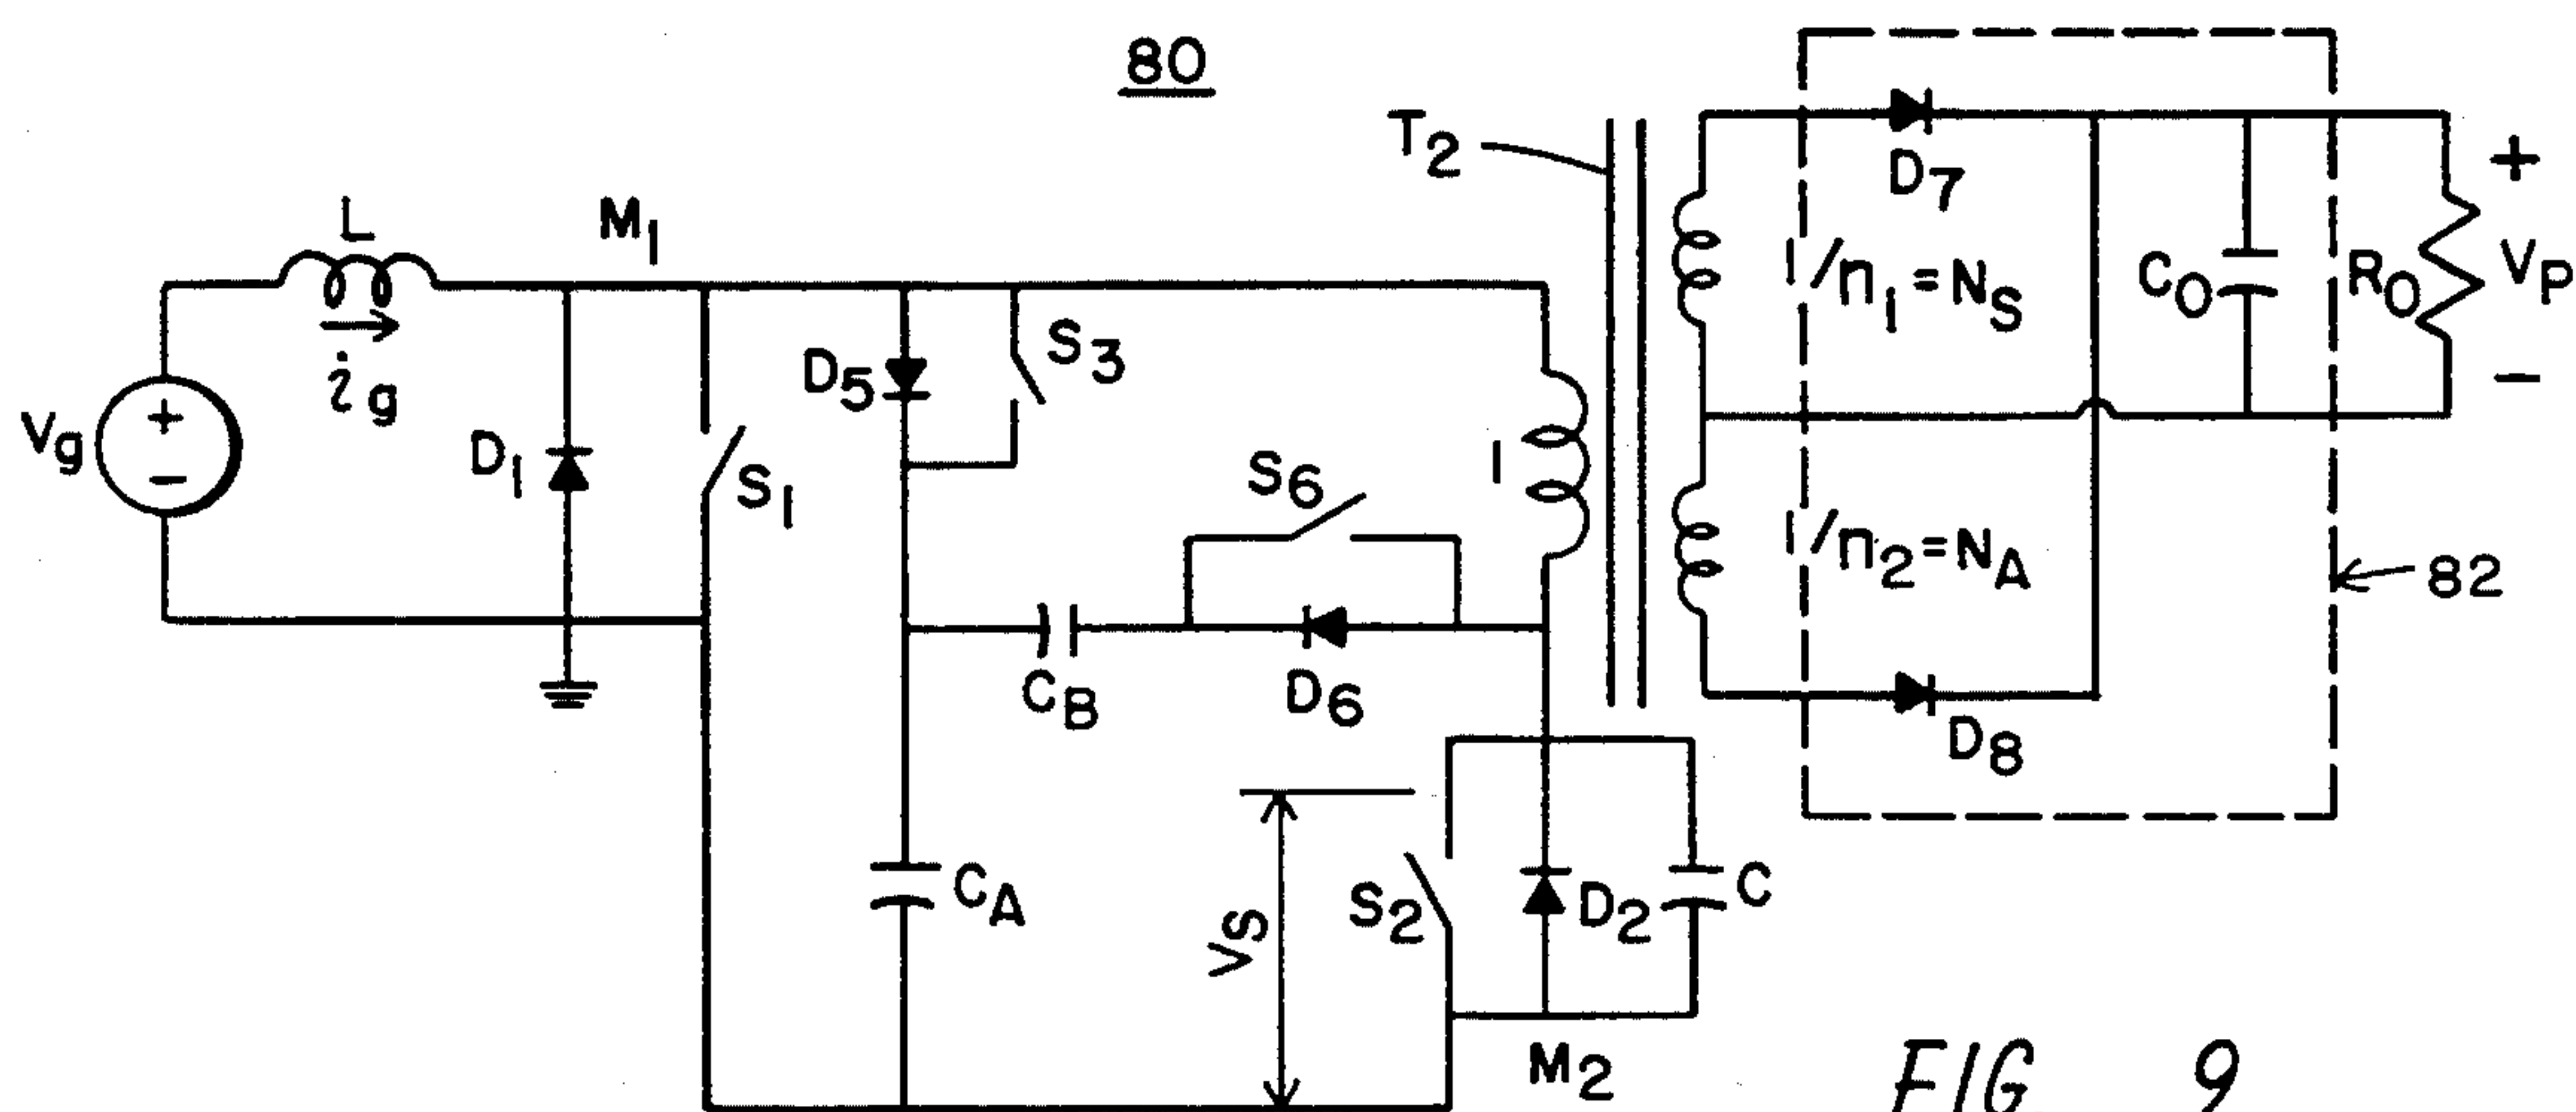 80
T2
D7
+
L
M1
1/n1 = NS
CO
RO
VP
ig
D5
S3
Vg
+
-
D1
S1
S6
1
-
1/n2 = NA
82
CB
D6
D8
CA
VS
S2
D2
C
M2
FIG. 9